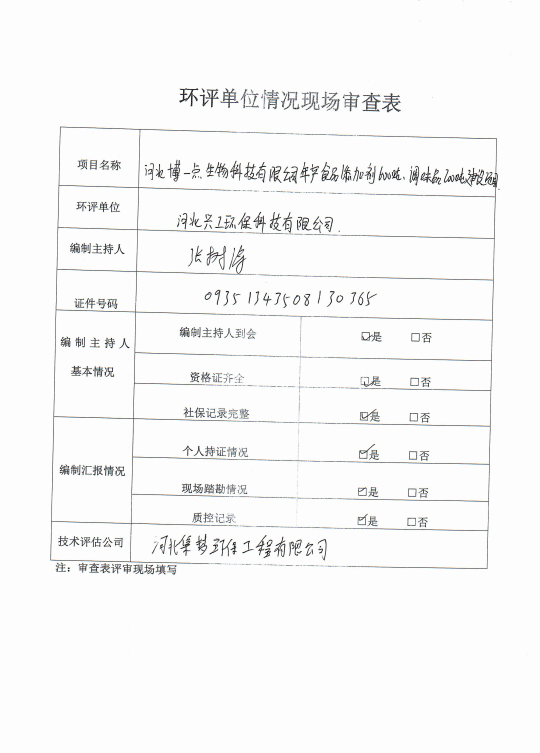 环评单位情况现场审查表
项目名称 河北博一点生物科技有限公司年产食品添加剂600吨、调味品200吨建设项目
环评单位 河北兴工环保科技有限公司.
编制主持人 张树海
证件号码 09351343508130365
编制主持人 基本情况
编制主持人到会 ☑是 ☐否
资格证齐全 ☑是 ☐否
社保记录完整 ☑是 ☐否
编制汇报情况
个人持证情况 ☑是 ☐否
现场踏勘情况 ☑是 ☐否
质控记录 ☑是 ☐否
技术评估公司 河北集梦环保工程有限公司
注：审查表评审现场填写